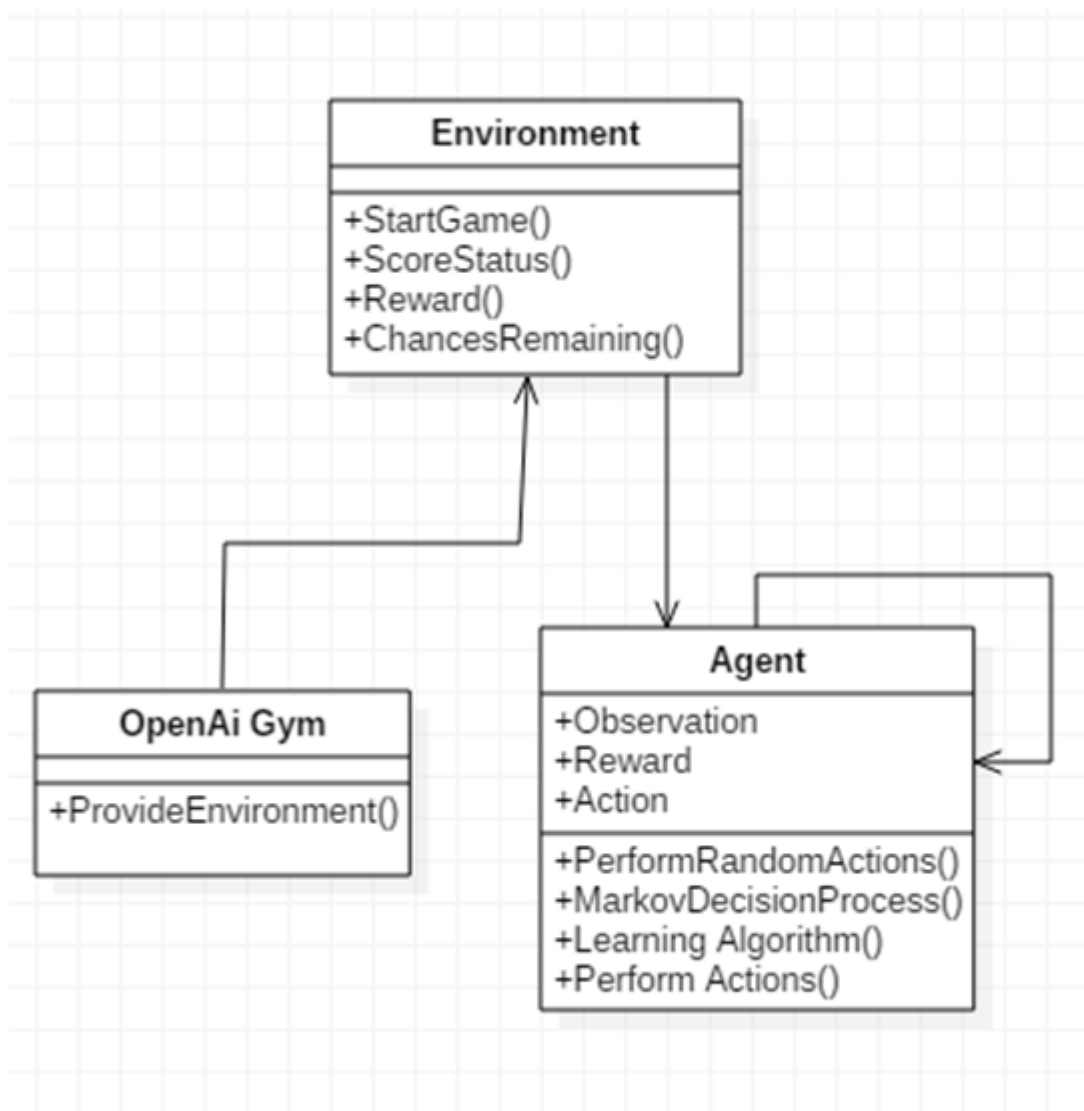 Environment
+StartGame()
+ScoreStatus()
+Reward()
+ChancesRemaining()
OpenAi Gym
+ProvideEnvironment()
Agent
+Observation
+Reward
+Action
+PerformRandomActions()
+MarkovDecisionProcess()
+Learning Algorithm()
+Perform Actions()